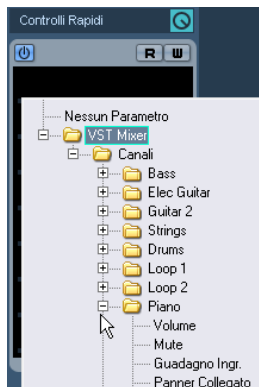 Controlli Rapidi
R W
Nessun Parametro
VST Mixer
Canali
Bass
Elec Guitar
Guitar 2
Strings
Drums
Loop 1
Loop 2
Piano
Volume
Mute
Guadagno Ingr.
Panner Collegato